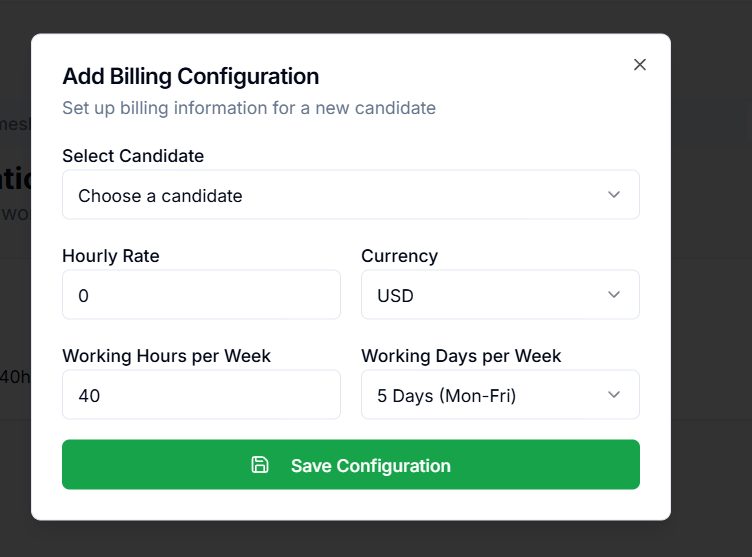 Add Billing Configuration
Set up billing information for a new candidate
Select Candidate
Choose a candidate
Hourly Rate
Currency
0
USD
Working Hours per Week
Working Days per Week
40h
40
5 Days (Mon-Fri)
Save Configuration